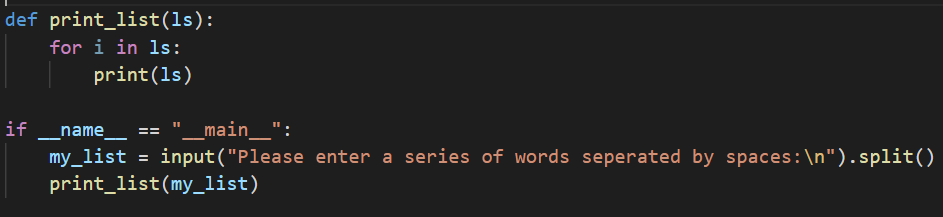 def print_list(ls):
    for i in ls:
        print(ls)

if __name__ == "__main__":
    my_list = input("Please enter a series of words seperated by spaces:\n").split()
    print_list(my_list)